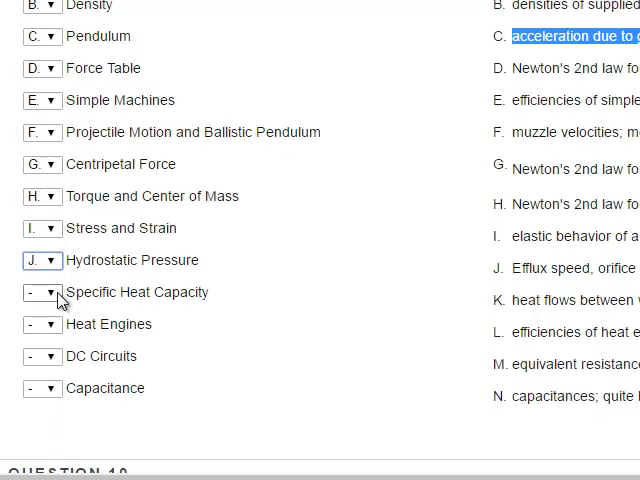 B. Density B. densities of supplied
C. Pendulum C. acceleration due to
D. Force Table D. Newton's 2nd law fo
E. Simple Machines E. efficiencies of simple
F. Projectile Motion and Ballistic Pendulum F. muzzle velocities; m
G. Centripetal Force G. Newton's 2nd law fo
H. Torque and Center of Mass H. Newton's 2nd law fo
I. Stress and Strain I. elastic behavior of a
J. Hydrostatic Pressure J. Efflux speed, orifice
- Specific Heat Capacity K. heat flows between
- Heat Engines L. efficiencies of heat e
- DC Circuits M. equivalent resistanc
- Capacitance N. capacitances; quite
QUESTION 10